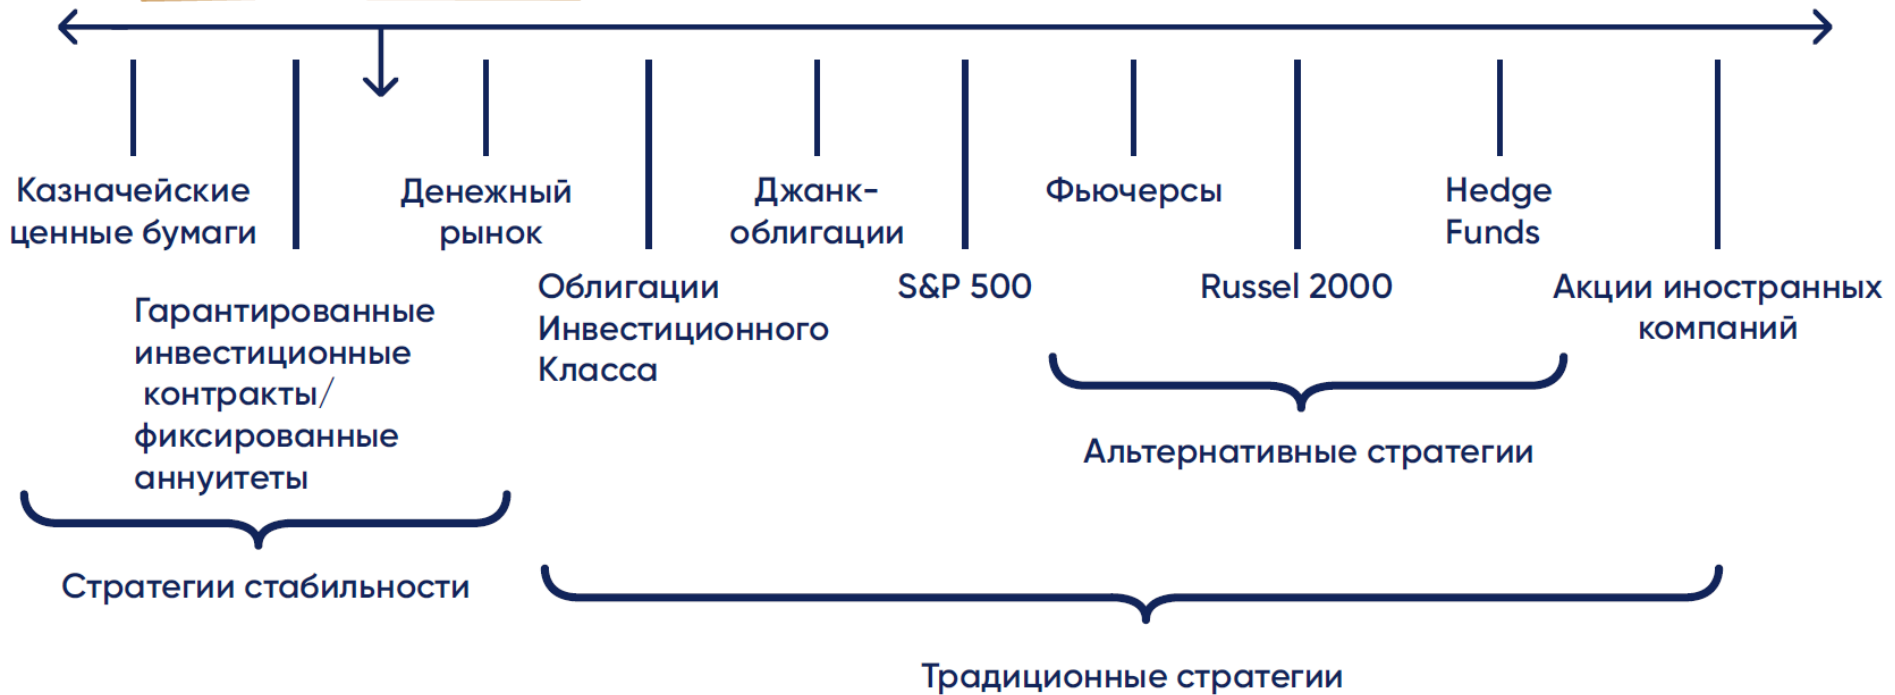 Казначейские
ценные бумаги
Гарантированные
инвестиционные
контракты/
фиксированные
аннуитеты
Денежный
рынок
Облигации
Инвестиционного
Класса
Джанк-
облигации
S&P 500
Фьючерсы
Russel 2000
Hedge
Funds
Акции иностранных
компаний
Альтернативные стратегии
Стратегии стабильности
Традиционные стратегии